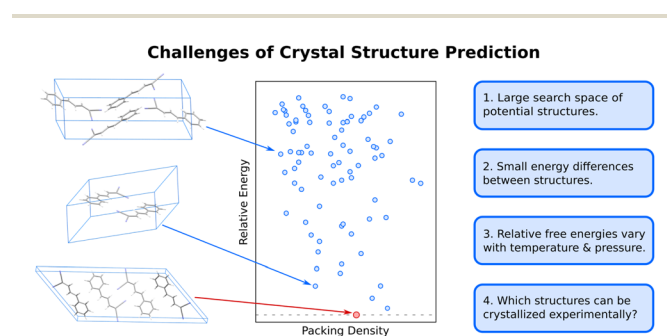 Challenges of Crystal Structure Prediction
Relative Energy
Packing Density
1. Large search space of
potential structures.
2. Small energy differences
between structures.
3. Relative free energies vary
with temperature & pressure.
4. Which structures can be
crystallized experimentally?